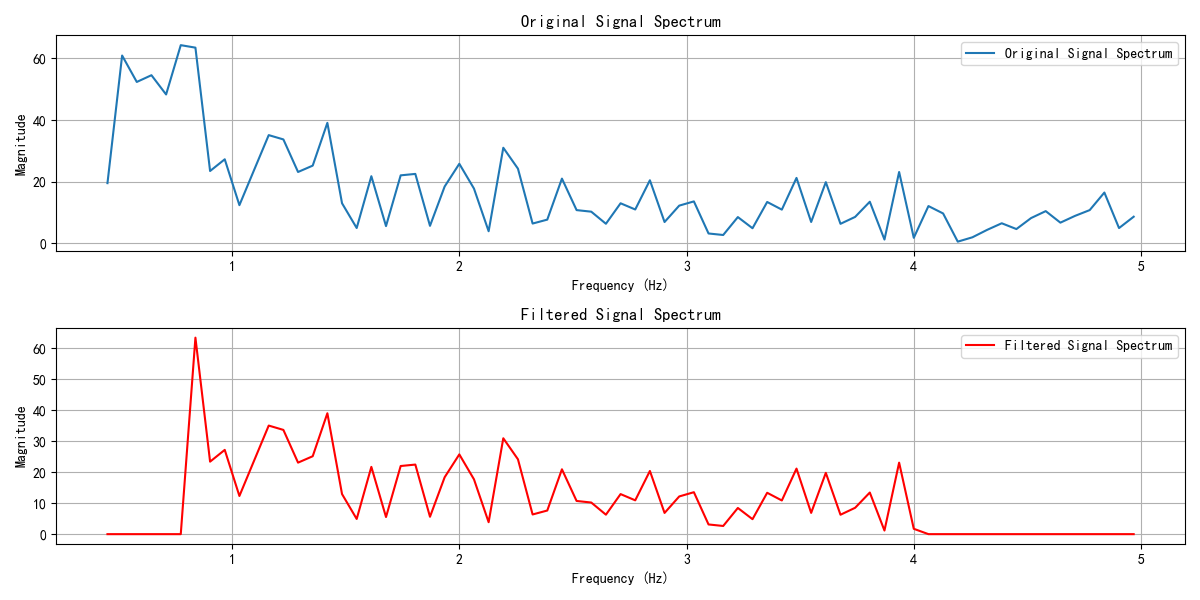 Original Signal Spectrum
Original Signal Spectrum
Magnitude
60
40
20
0
1 2 3 4 5
Frequency (Hz)
Filtered Signal Spectrum
Filtered Signal Spectrum
Magnitude
60
50
40
30
20
10
0
1 2 3 4 5
Frequency (Hz)